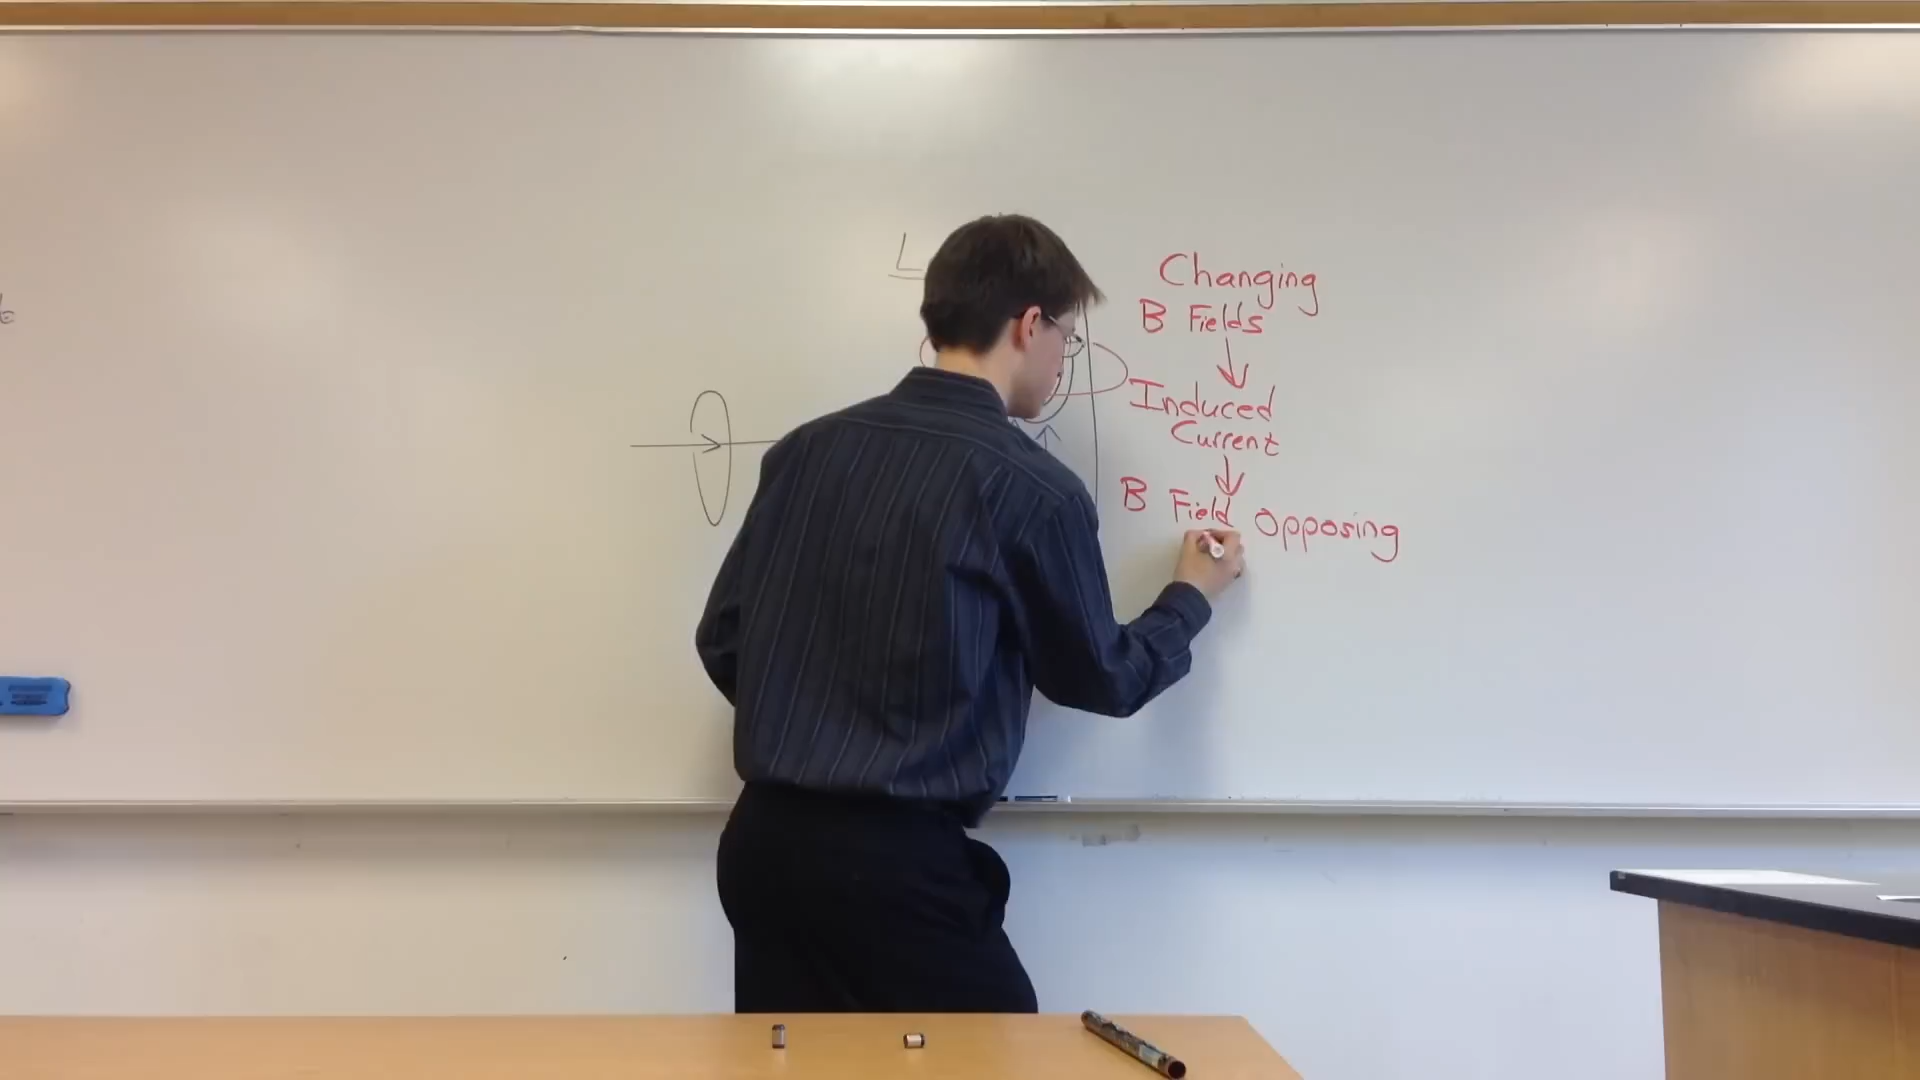 L
Changing
B Fields
Induced
Current
B Field Opposing